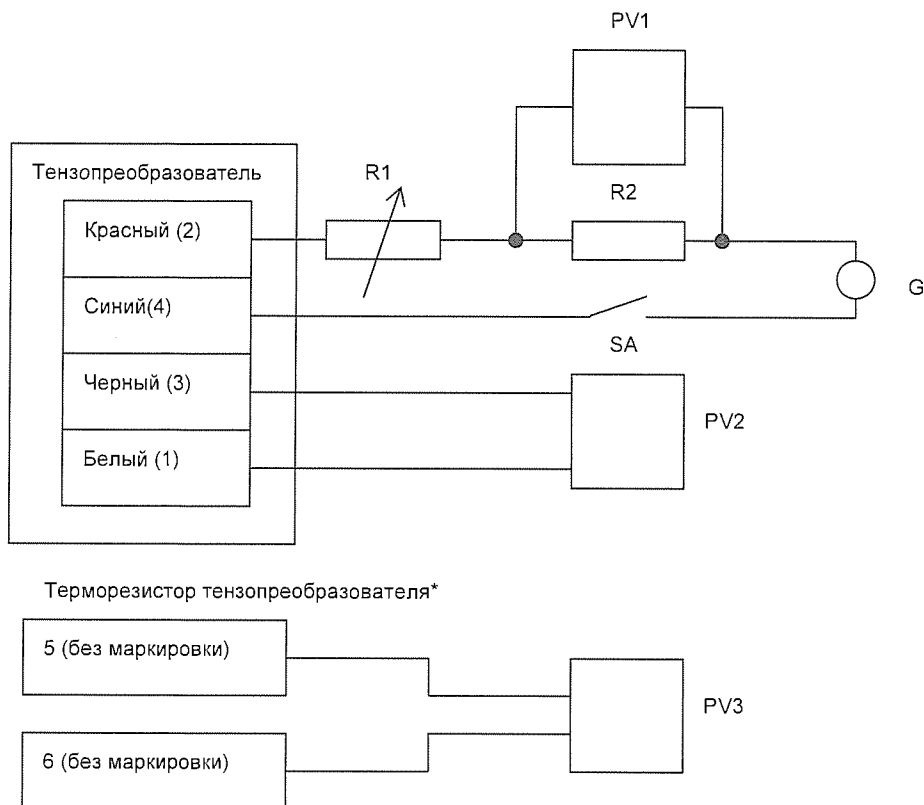 PV1
Тензопреобразователь
R1
R2
Красный (2)
G
Синий(4)
SA
Черный (3)
PV2
Белый (1)
Терморезистор тензопреобразователя*
5 (без маркировки)
PV3
6 (без маркировки)